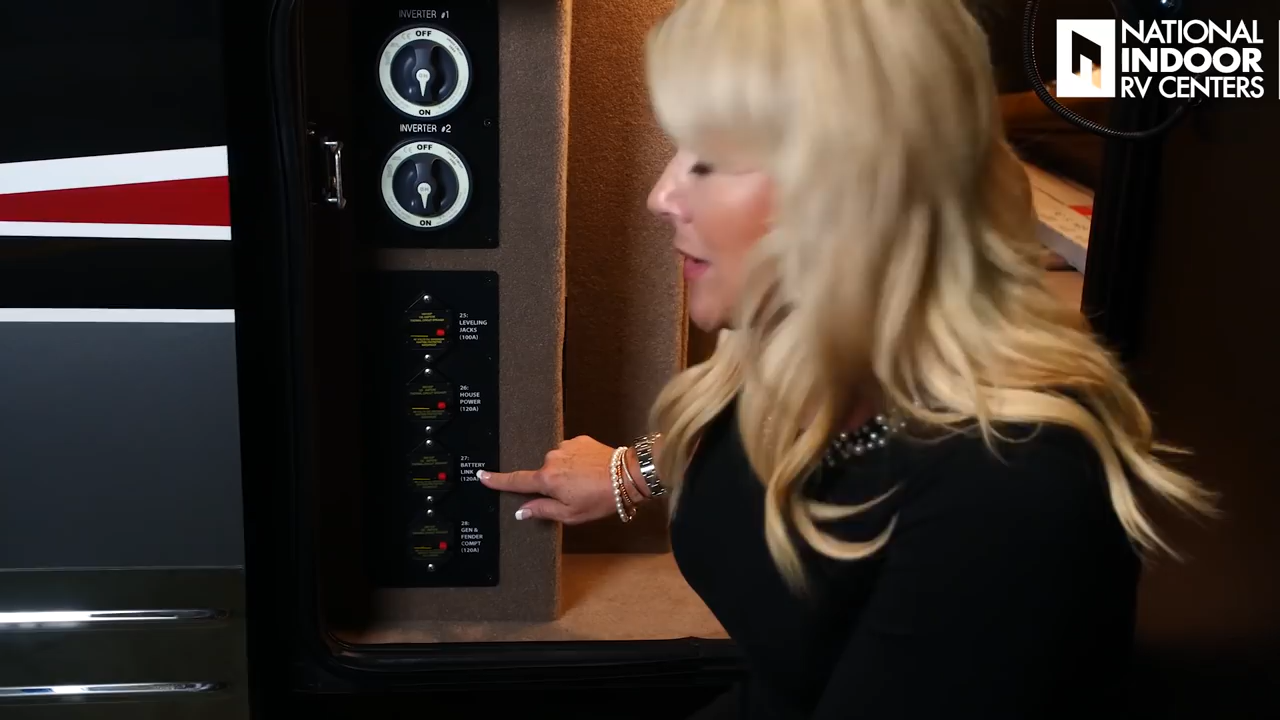 INVERTER #1
OFF
ON
INVERTER #2
OFF
ON
25:
LEVELING
JACKS
(100A)
26:
HOUSE
POWER
(120A)
27:
BATTERY
LINK
(120A)
28:
GEN &
FENDER
COMPT
(120A)
NATIONAL
INDOOR
RV CENTERS